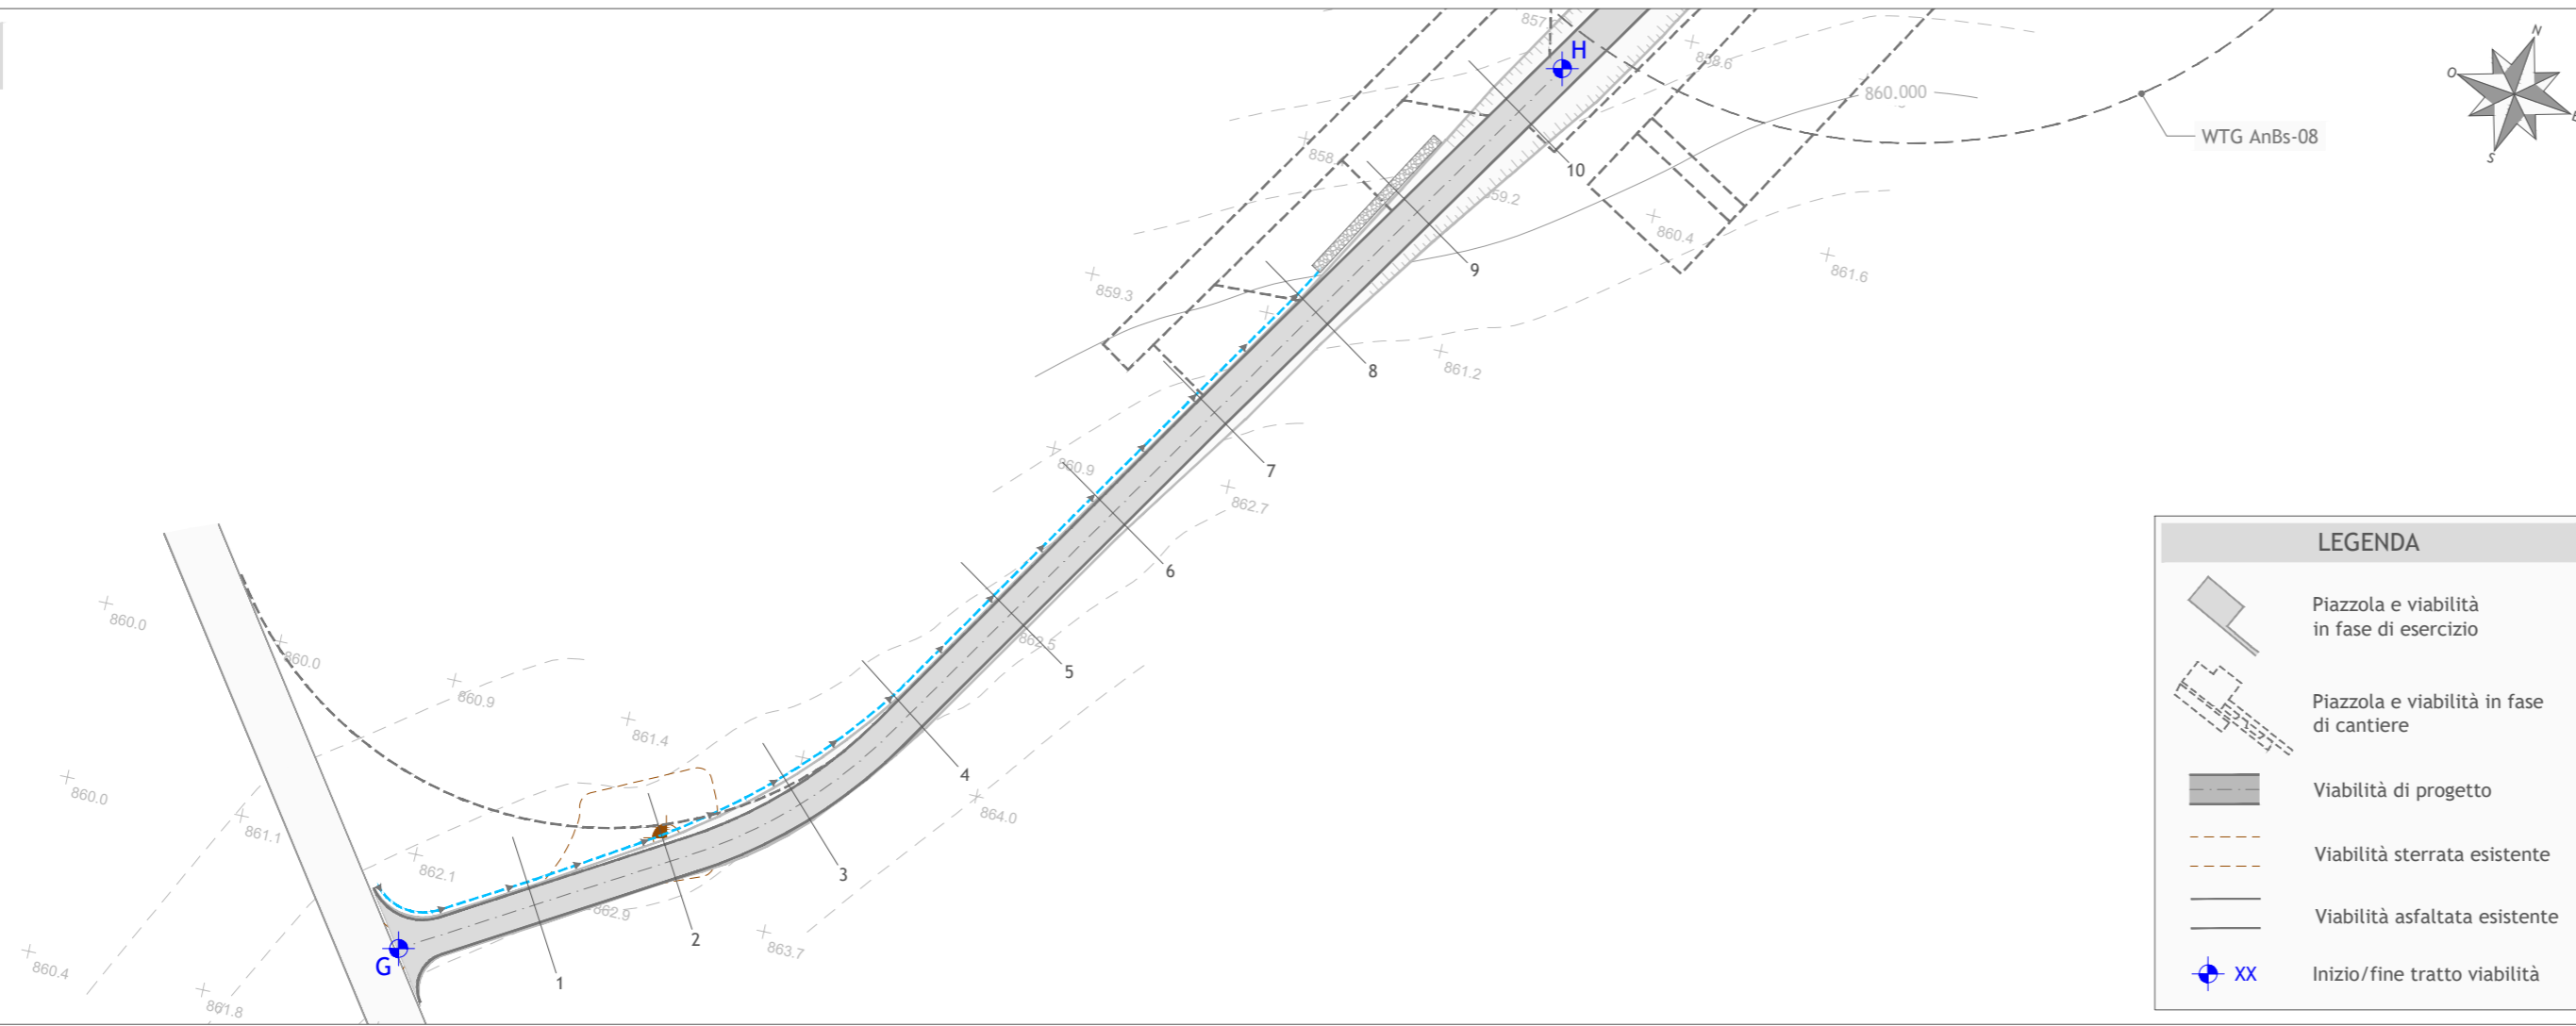 857
H
858.6
860.000
N
O
S
WTG AnBs-08
858.
10
859.2
860.4
861.6
859.3
9
861.2
8
860.9
7
862.7
6
862.5
5
860.0
860.0
860.9
861.4
4
860.0
861.1
864.0
862.1
3
862.9
2
863.7
G
1
860.4
861.8
LEGENDA
Piazzola e viabilità
in fase di esercizio
Piazzola e viabilità in fase
di cantiere
Viabilità di progetto
Viabilità sterrata esistente
Viabilità asfaltata esistente
XX
Inizio/fine tratto viabilità